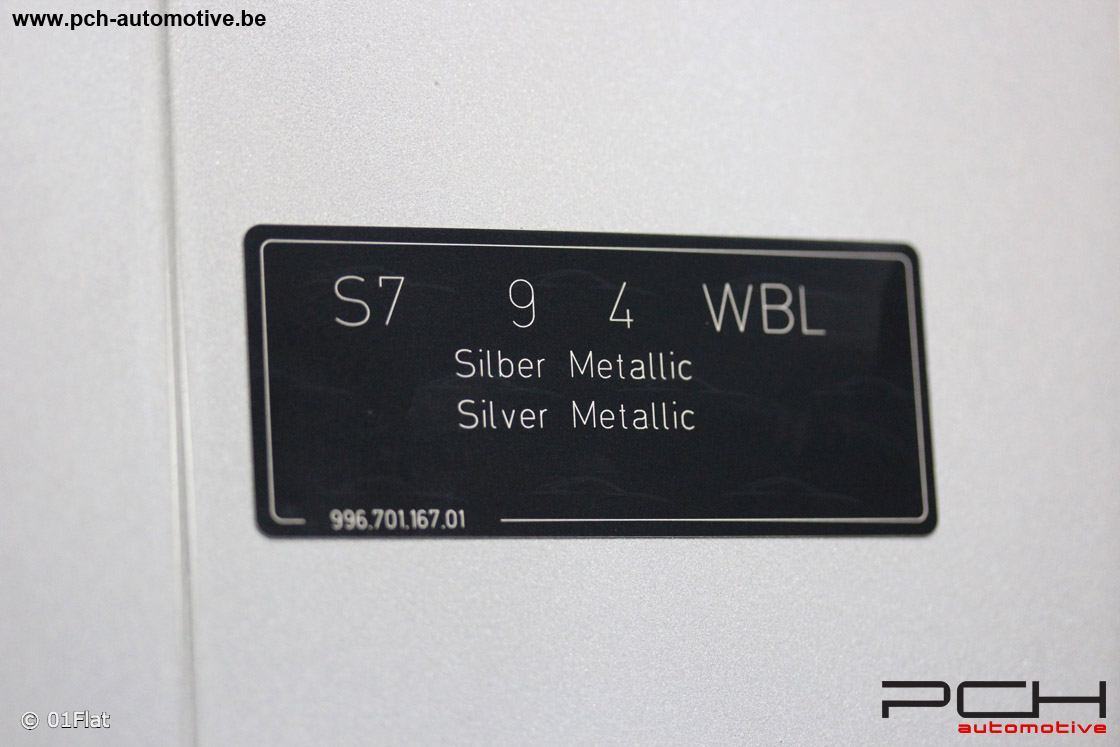 www.pch-automotive.be
S7 9 4 WBL
Silber Metallic
Silver Metallic
996.701.167.01
© 01Flat
PCH
automotive